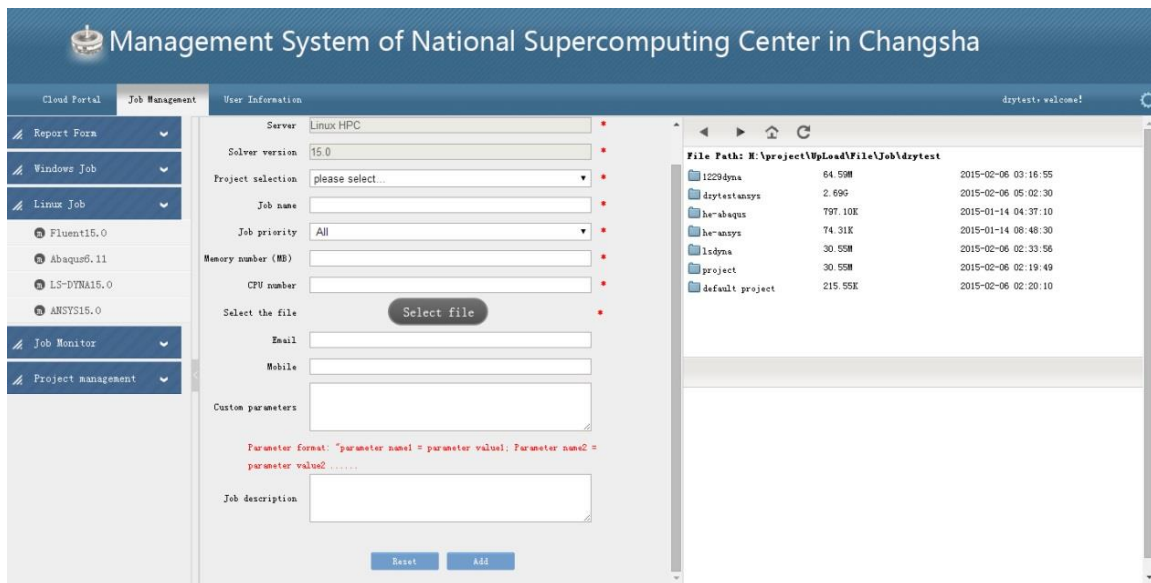 Management System of National Supercomputing Center in Changsha
Cloud Portal Job Management User Information dzytest，welcome!
Report Form
Windows Job
Linux Job
Fluent15.0
Abaqus6.11
LS-DYNA15.0
ANSYS15.0
Job Monitor
Project management
Server Linux HPC *
Solver version 15.0 *
Project selection please select... *
Job name *
Job priority All *
Memory number (MB) *
CPU number *
Select the file Select file *
Email
Mobile
Custom parameters
Parameter format: "parameter name1 = parameter value1; Parameter name2 =
parameter value2 ......
Job description
Reset Add
File Path: H:\project\UpLoad\File\Job\dzytest
1229dyna 64.59M 2015-02-06 03:16:55
dzytestansys 2.69G 2015-02-06 05:02:30
he-abaqus 797.10K 2015-01-14 04:37:10
he-ansys 74.31K 2015-01-14 08:48:30
lsdyna 30.55M 2015-02-06 02:33:56
project 30.55M 2015-02-06 02:19:49
default project 215.55K 2015-02-06 02:20:10